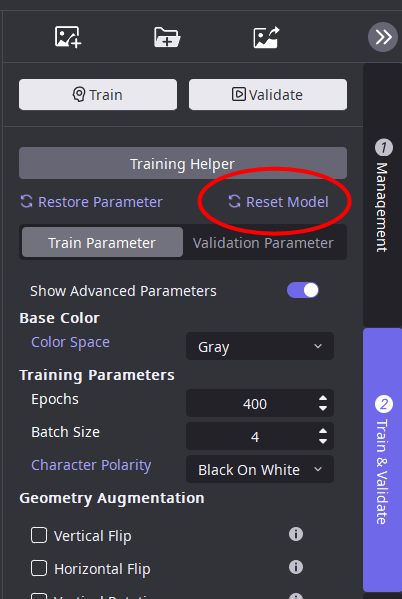 Train
Validate
Training Helper
Restore Parameter
Reset Model
Train Parameter
Validation Parameter
Show Advanced Parameters
Base Color
Color Space
Gray
Training Parameters
Epochs
400
Batch Size
4
Character Polarity
Black On White
Geometry Augmentation
Vertical Flip
Horizontal Flip
1
Management
2
Train & Validate